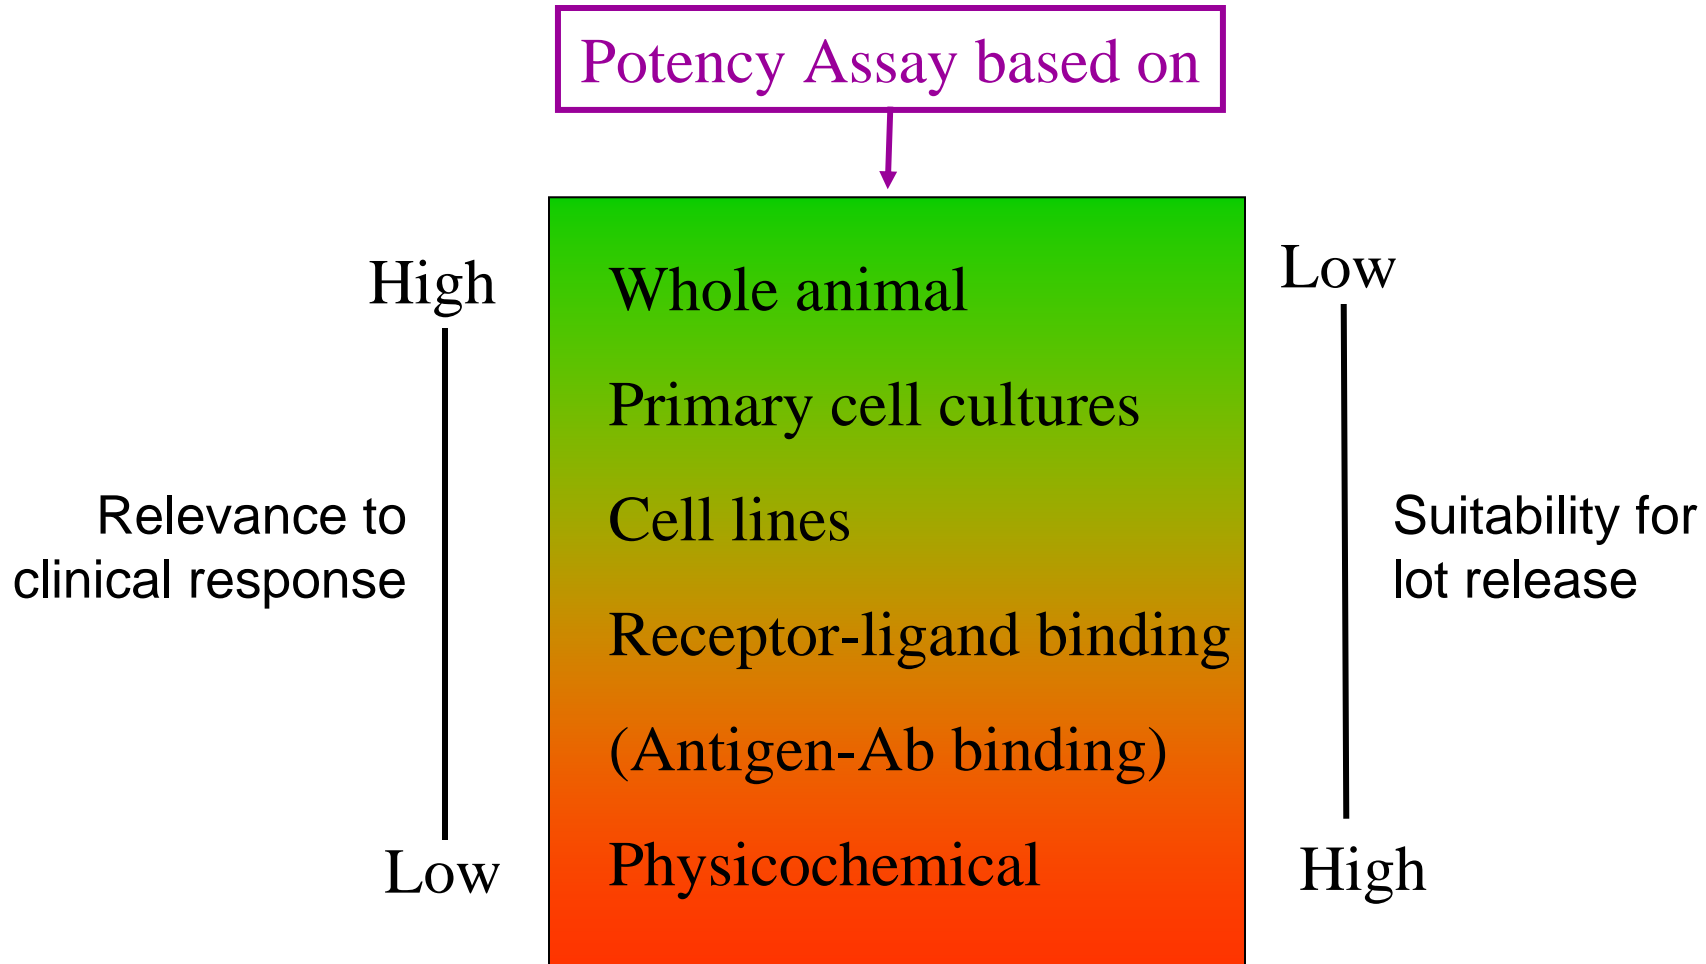 Potency Assay based on
High
Low
Whole animal
Primary cell cultures
Relevance to
clinical response
Cell lines
Suitability for
lot release
Receptor-ligand binding
(Antigen-Ab binding)
Low
Physicochemical
High